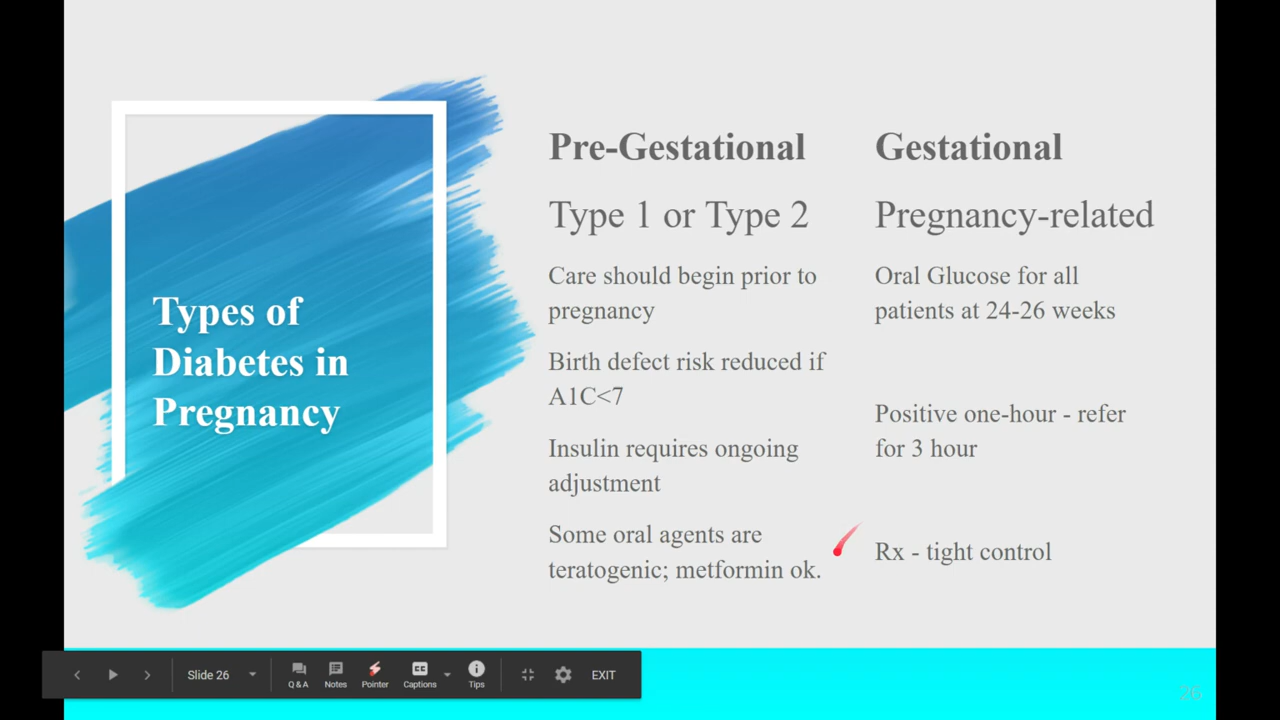 Types of
Diabetes in
Pregnancy
Pre-Gestational
Type 1 or Type 2
Care should begin prior to
pregnancy
Birth defect risk reduced if
A1C<7
Insulin requires ongoing
adjustment
Some oral agents are
teratogenic; metformin ok.
Gestational
Pregnancy-related
Oral Glucose for all
patients at 24-26 weeks
Positive one-hour - refer
for 3 hour
Rx - tight control
Slide 26
Q & A
Notes
Pointer
CC
Captions
Tips
EXIT
26